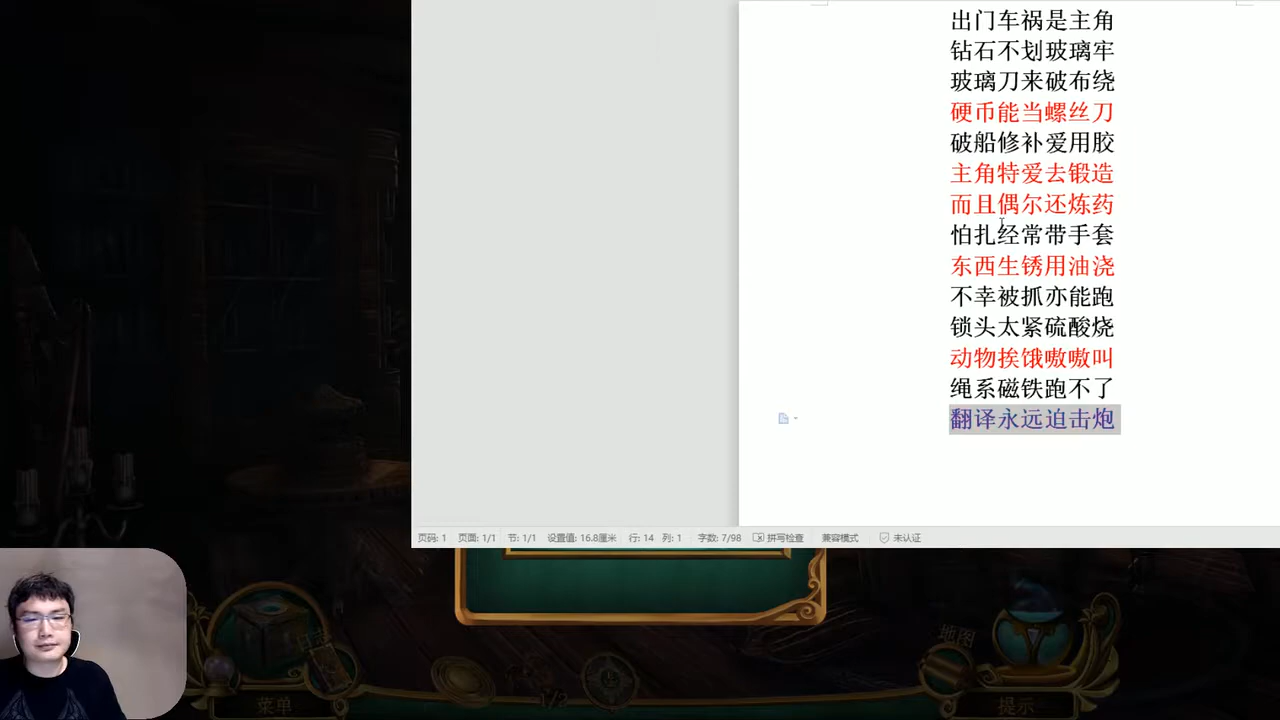 出门车祸是主角
钻石不划玻璃牢
玻璃刀来破布绕
硬币能当螺丝刀
破船修补爱用胶
主角特爱去锻造
而且偶尔还炼药
怕扎经常带手套
东西生锈用油浇
不幸被抓亦能跑
锁头太紧硫酸烧
动物挨饿嗷嗷叫
绳系磁铁跑不了
翻译永远迫击炮
页码: 1 页面: 1/1 节: 1/1 设置值: 16.8厘米 行: 14 列: 1 字数: 7/98 拼写检查 兼容模式 未认证
日志
地图
1/2
菜单
提示